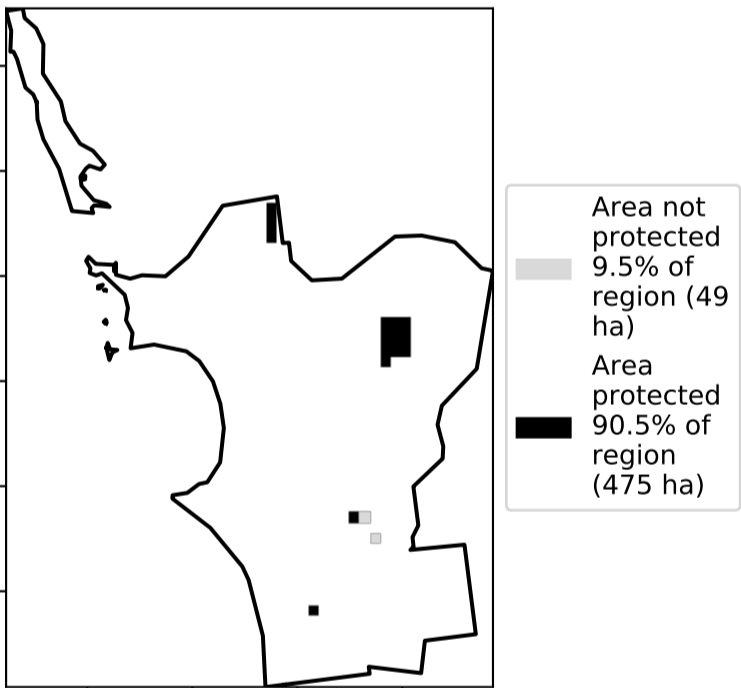 Area not
protected
9.5% of
region (49
ha)
Area
protected
90.5% of
region
(475 ha)